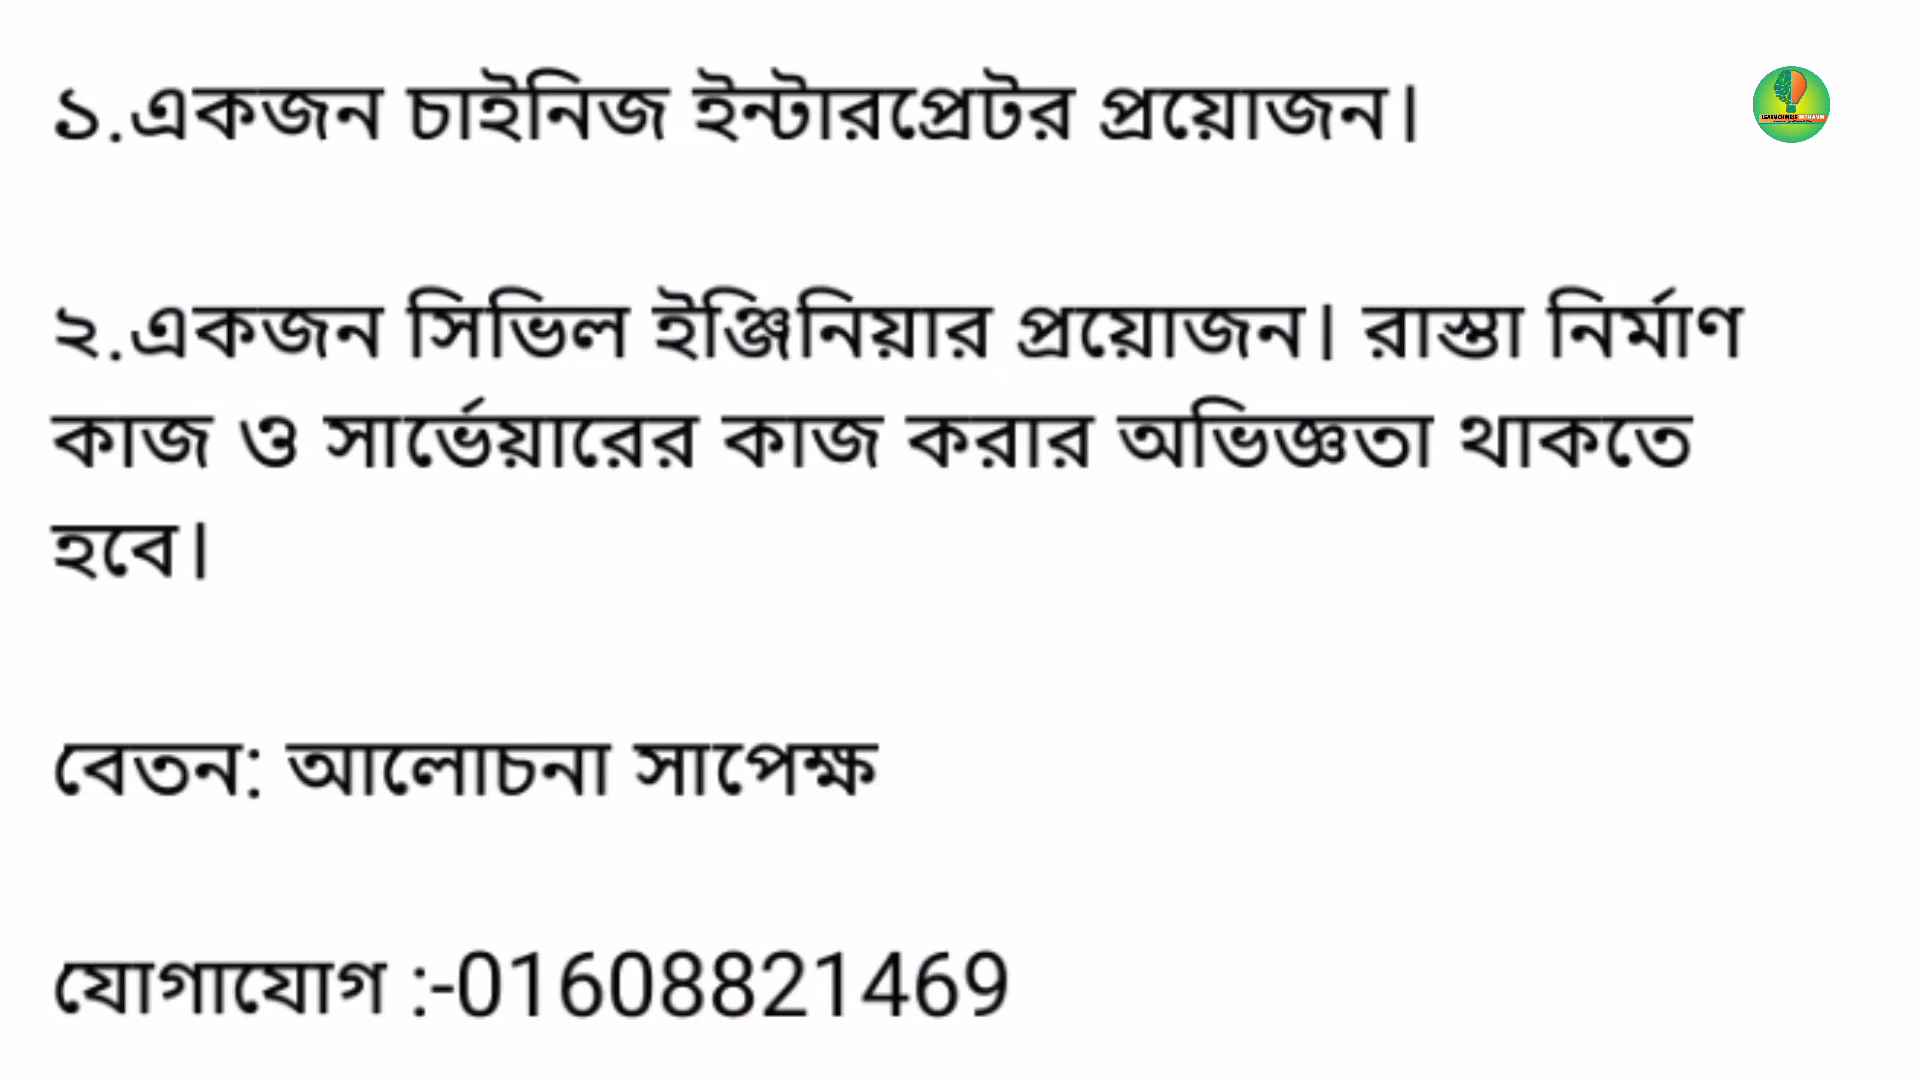 ১.একজন চাইনিজ ইন্টারপ্রেটর প্রয়োজন।
২.একজন সিভিল ইঞ্জিনিয়ার প্রয়োজন। রাস্তা নির্মাণ
কাজ ও সার্ভেয়ারের কাজ করার অভিজ্ঞতা থাকতে
হবে।
বেতন: আলোচনা সাপেক্ষ
যোগাযোগ :-01608821469